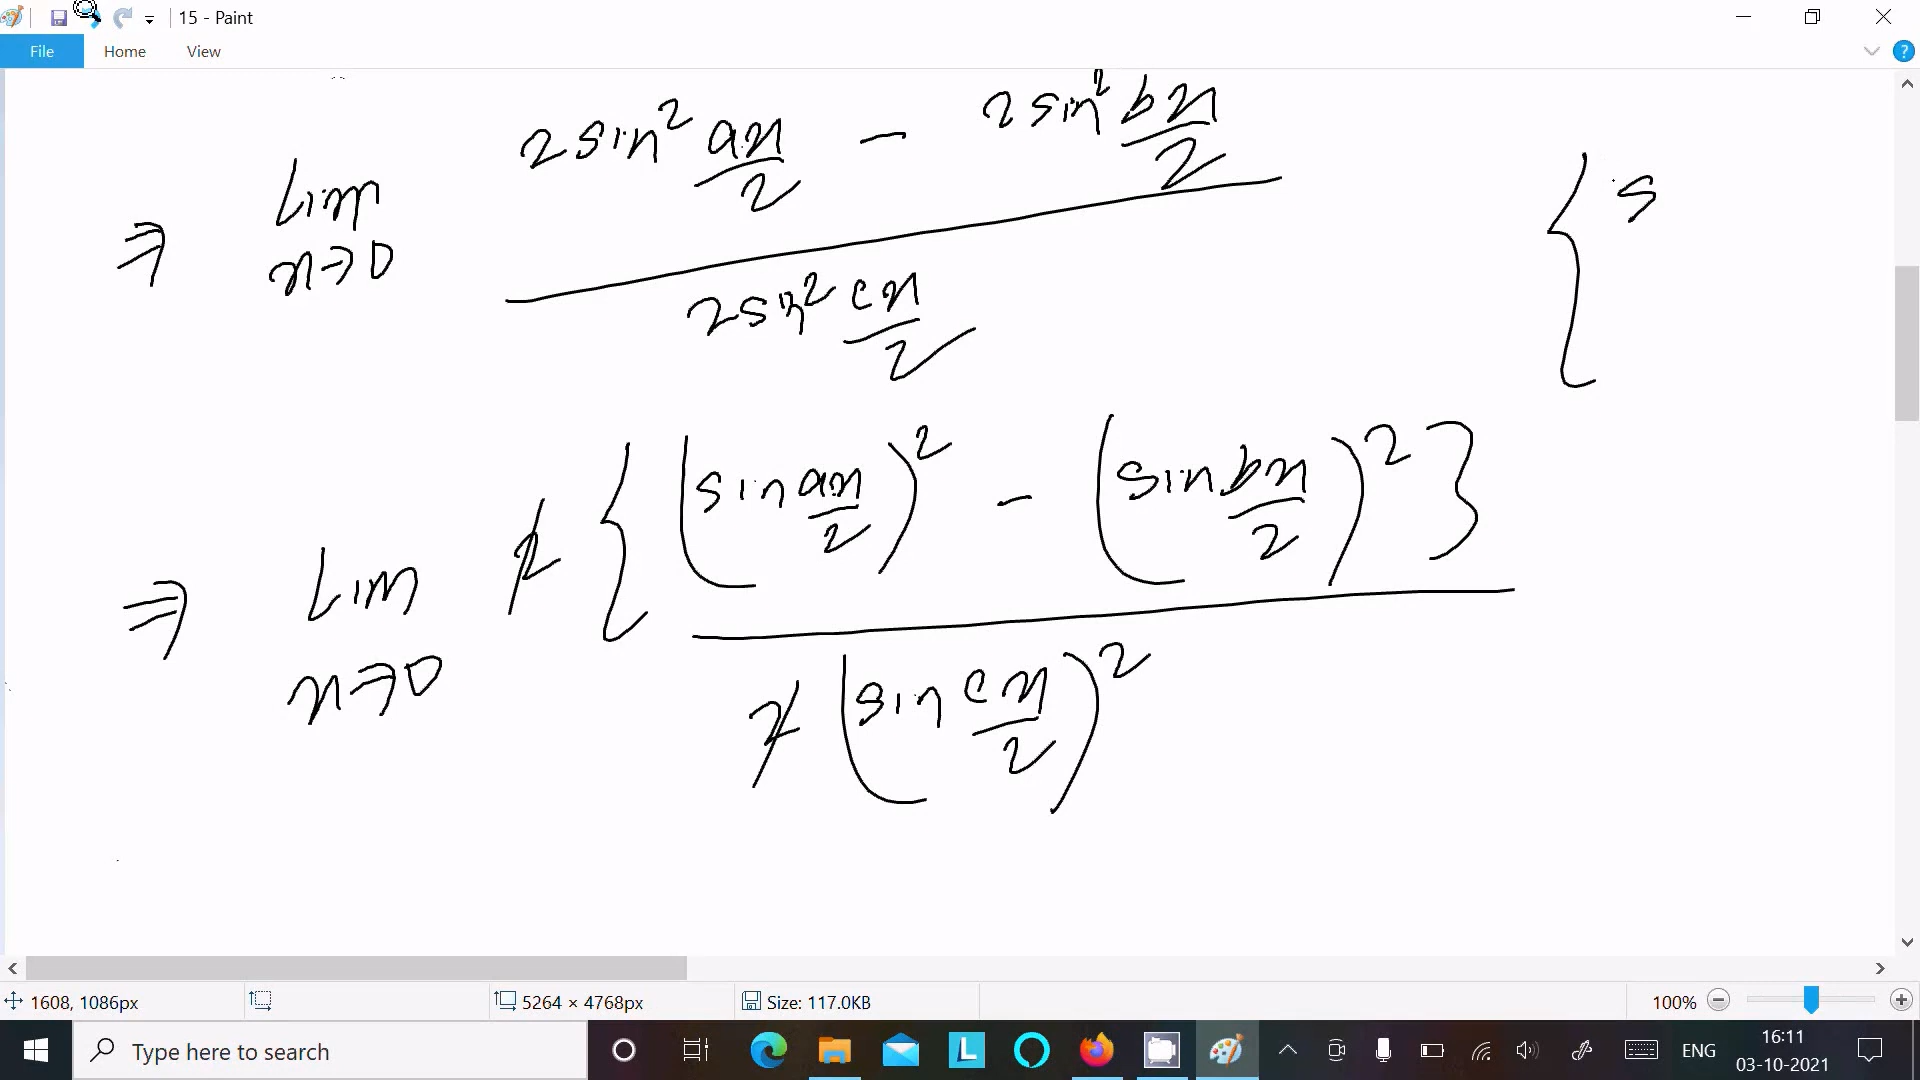 15 - Paint
File Home View
2sin² ax/2 - 2sin² bx/2
⇒ Lim
x→0
2sin² cx/2
{ s
⇒ Lim 2 { (sin ax/2)² - (sin bx/2)² }
x→0
2 (sin cx/2)²
1608, 1086px 5264 × 4768px Size: 117.0KB 100%
Type here to search ENG 16:11
03-10-2021